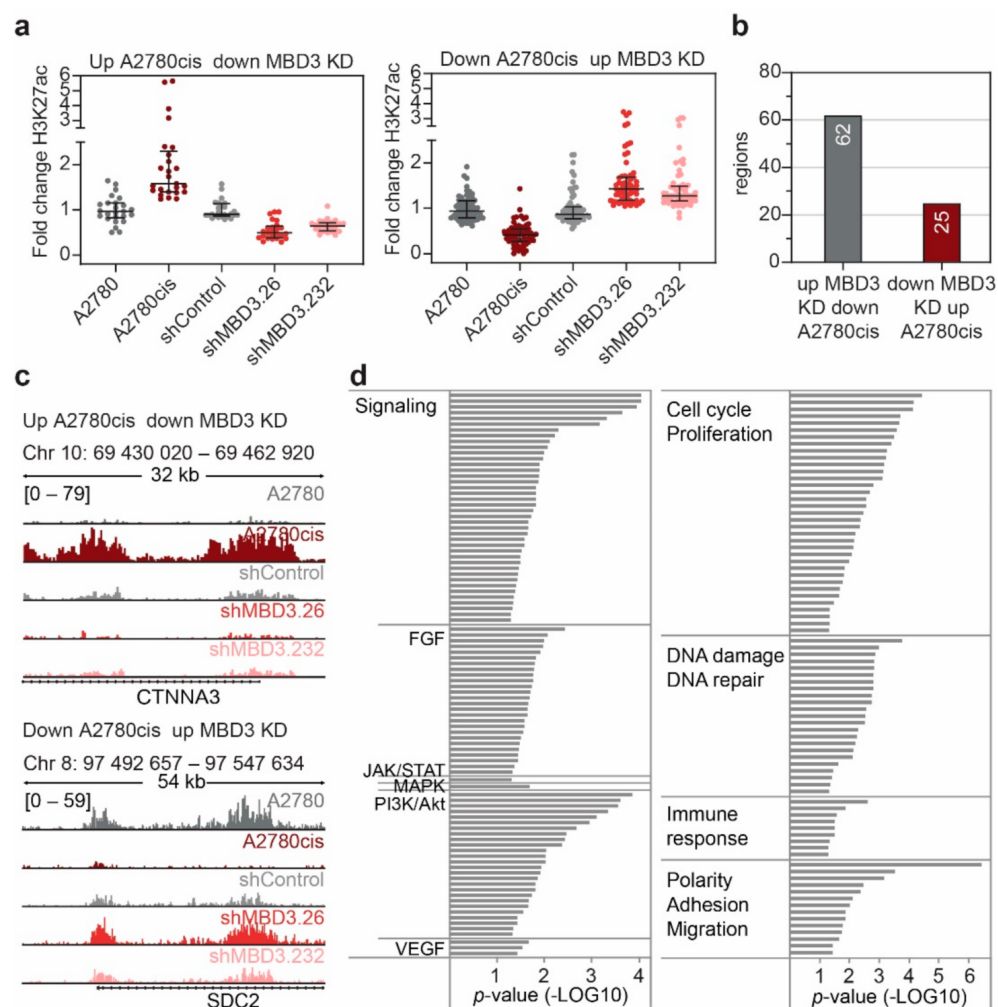 a
Up A2780cis down MBD3 KD
Fold change H3K27ac
6
5
4
3
2
1
0
A2780
A2780cis
shControl
shMBD3.26
shMBD3.232
Down A2780cis up MBD3 KD
Fold change H3K27ac
6
5
4
3
2
1
0
A2780
A2780cis
shControl
shMBD3.26
shMBD3.232
b
regions
80
60
40
20
0
62
25
up MBD3
KD down
A2780cis
down MBD3
KD up
A2780cis
c
Up A2780cis down MBD3 KD
Chr 10: 69 430 020 – 69 462 920
32 kb
[0 – 79]
A2780
A2780cis
shControl
shMBD3.26
shMBD3.232
CTNNA3
Down A2780cis up MBD3 KD
Chr 8: 97 492 657 – 97 547 634
54 kb
[0 – 59]
A2780
A2780cis
shControl
shMBD3.26
shMBD3.232
SDC2
d
Signaling
FGF
JAK/STAT
MAPK
PI3K/Akt
VEGF
1 2 3 4
p-value (-LOG10)
Cell cycle
Proliferation
DNA damage
DNA repair
Immune
response
Polarity
Adhesion
Migration
1 2 3 4 5 6
p-value (-LOG10)